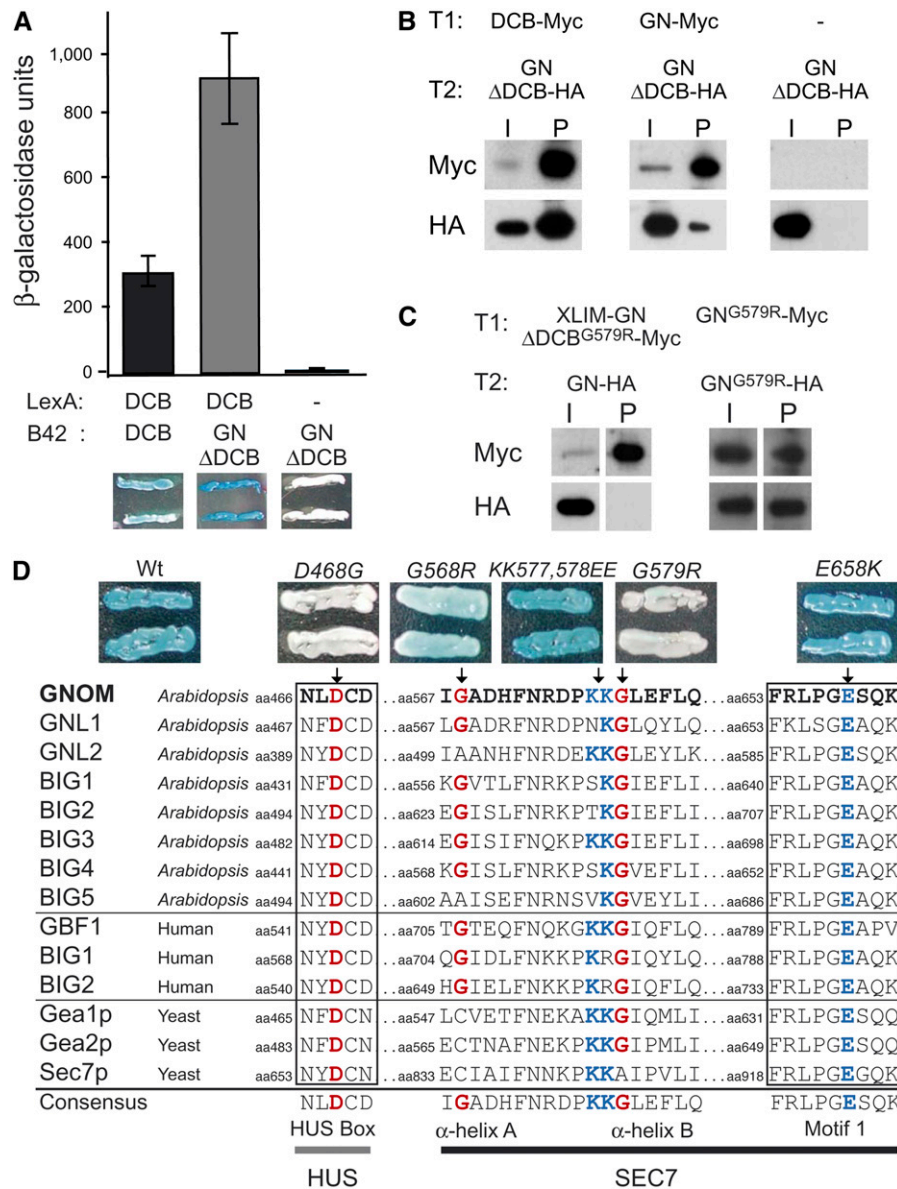 A
β-galactosidase units
1,000
800
600
400
200
0
LexA: DCB DCB -
B42 : DCB GN ΔDCB GN ΔDCB
B
T1: DCB-Myc GN-Myc -
T2: GN ΔDCB-HA GN ΔDCB-HA GN ΔDCB-HA
I P I P I P
Myc
HA
C
T1: XLIM-GN ΔDCB^G579R-Myc GN^G579R-Myc
T2: GN-HA GN^G579R-HA
I P I P
Myc
HA
D
Wt D468G G568R KK577,578EE G579R E658K
GNOM Arabidopsis aa466 NLDCD ...aa567 IGADHFNRDPKKGLEFLQ ...aa653 FRLPGESQK
GNL1 Arabidopsis aa467 NFDCD ...aa567 LGADRFNRDPNKGLQYLQ ...aa653 FKLSGEAQK
GNL2 Arabidopsis aa389 NYDCD ...aa499 IAANHFNRDEKKGLEYLK ...aa585 FRLPGESQK
BIG1 Arabidopsis aa431 NFDCD ...aa556 KGVTLFNRKPSKGIEFLI ...aa640 FRLPGEAQK
BIG2 Arabidopsis aa494 NYDCD ...aa623 EGISLFNRKPTKGIEFLI ...aa707 FRLPGEAQK
BIG3 Arabidopsis aa482 NYDCD ...aa614 EGISIFNQKPKKGIEFLI ...aa698 FRLPGEAQK
BIG4 Arabidopsis aa441 NYDCD ...aa568 KGISLFNRKPSKGVEFLI ...aa652 FRLPGEAQK
BIG5 Arabidopsis aa494 NYDCD ...aa602 AAISEFNRNSVKGVEYLI ...aa686 FRLPGEAQK
GBF1 Human aa541 NYDCD ...aa705 TGTEQFNQKGKKGIQFLQ ...aa789 FRLPGEAPV
BIG1 Human aa568 NYDCD ...aa704 QGIDLFNKKPKRGIQYLQ ...aa788 FRLPGEAQK
BIG2 Human aa540 NYDCD ...aa649 HGIELFNKKPKRGIQFLQ ...aa733 FRLPGEAQK
Gea1p Yeast aa465 NFDCN ...aa547 LCVETFNEKAKKGIQMLI ...aa631 FRLPGESQK
Gea2p Yeast aa483 NFDCN ...aa565 ECTNAFNEKPKKGIPMLI ...aa649 FRLPGESQK
Sec7p Yeast aa653 NYDCN ...aa833 ECIAIFNNKPKKAIPVLI ...aa918 FRLPGEGQK
Consensus NLDCD IGADHFNRDPKKGLEFLQ FRLPGESQK
HUS Box α-helix A α-helix B Motif 1
HUS SEC7